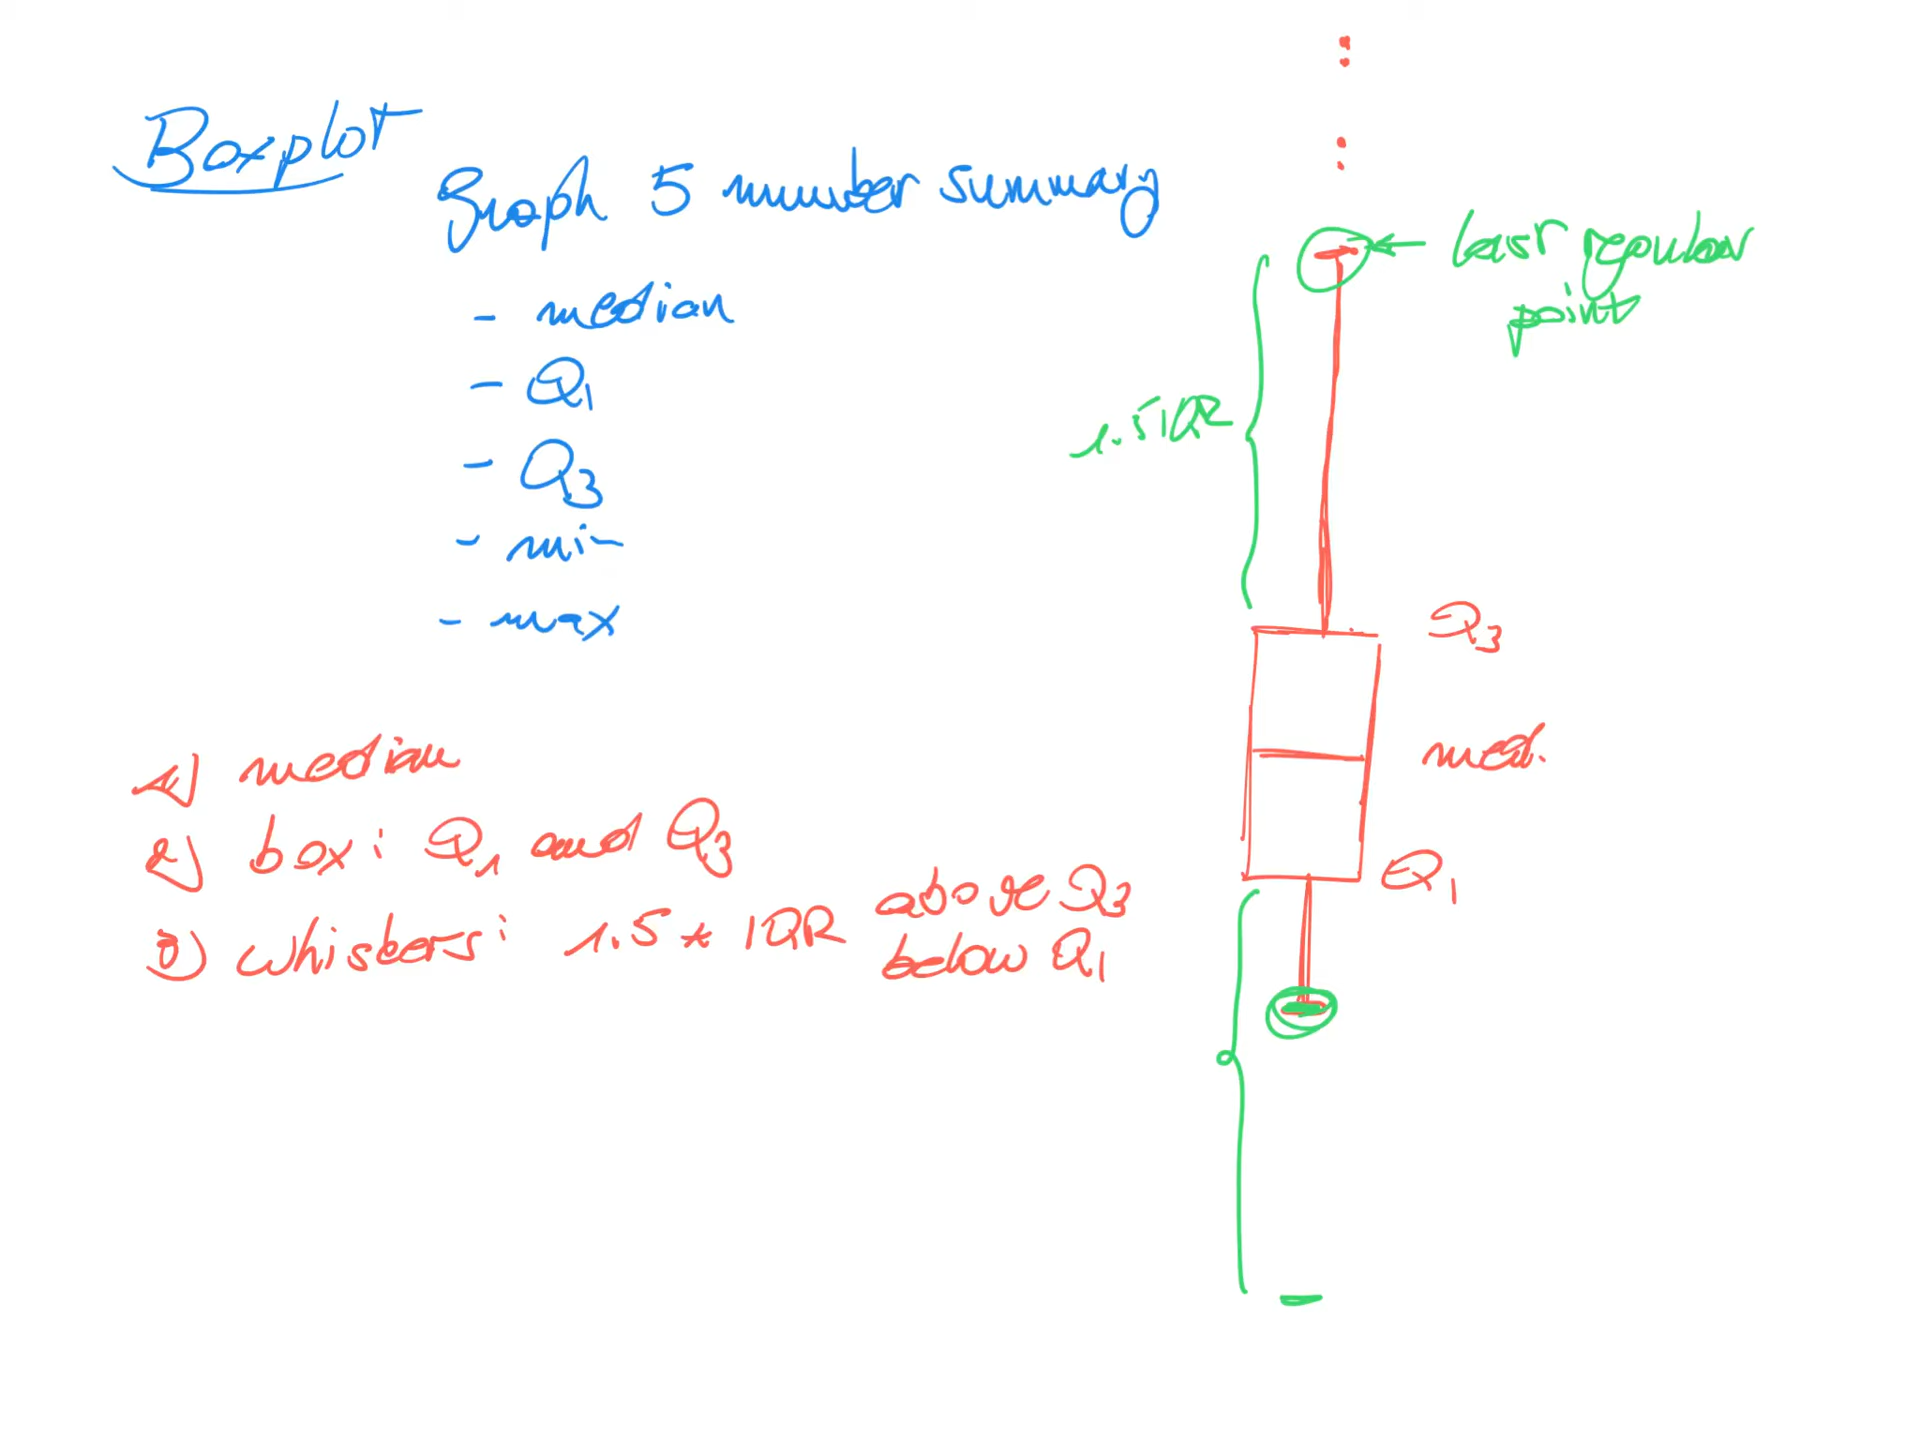 Boxplot
Graph 5 number summary
- median
- Q1
- Q3
- min
- max
1) median
2) box: Q1 and Q3
3) whiskers: 1.5 * IQR above Q3
below Q1
last regular
point
1.5 IQR
Q3
med.
Q1